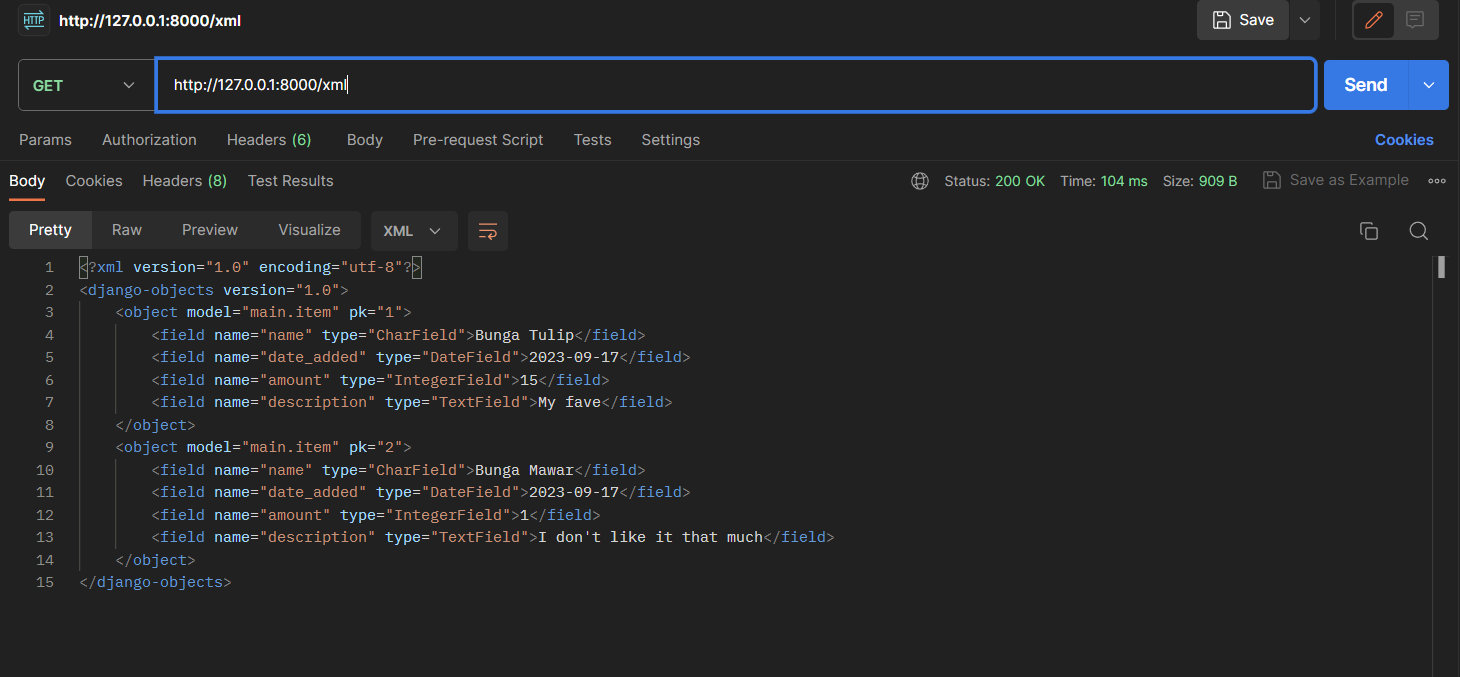 HTTP http://127.0.0.1:8000/xml Save
GET http://127.0.0.1:8000/xml Send
Params Authorization Headers (6) Body Pre-request Script Tests Settings Cookies
Body Cookies Headers (8) Test Results Status: 200 OK Time: 104 ms Size: 909 B Save as Example
Pretty Raw Preview Visualize XML
1 <?xml version="1.0" encoding="utf-8"?>
2 <django-objects version="1.0">
3 <object model="main.item" pk="1">
4 <field name="name" type="CharField">Bunga Tulip</field>
5 <field name="date_added" type="DateField">2023-09-17</field>
6 <field name="amount" type="IntegerField">15</field>
7 <field name="description" type="TextField">My fave</field>
8 </object>
9 <object model="main.item" pk="2">
10 <field name="name" type="CharField">Bunga Mawar</field>
11 <field name="date_added" type="DateField">2023-09-17</field>
12 <field name="amount" type="IntegerField">1</field>
13 <field name="description" type="TextField">I don't like it that much</field>
14 </object>
15 </django-objects>